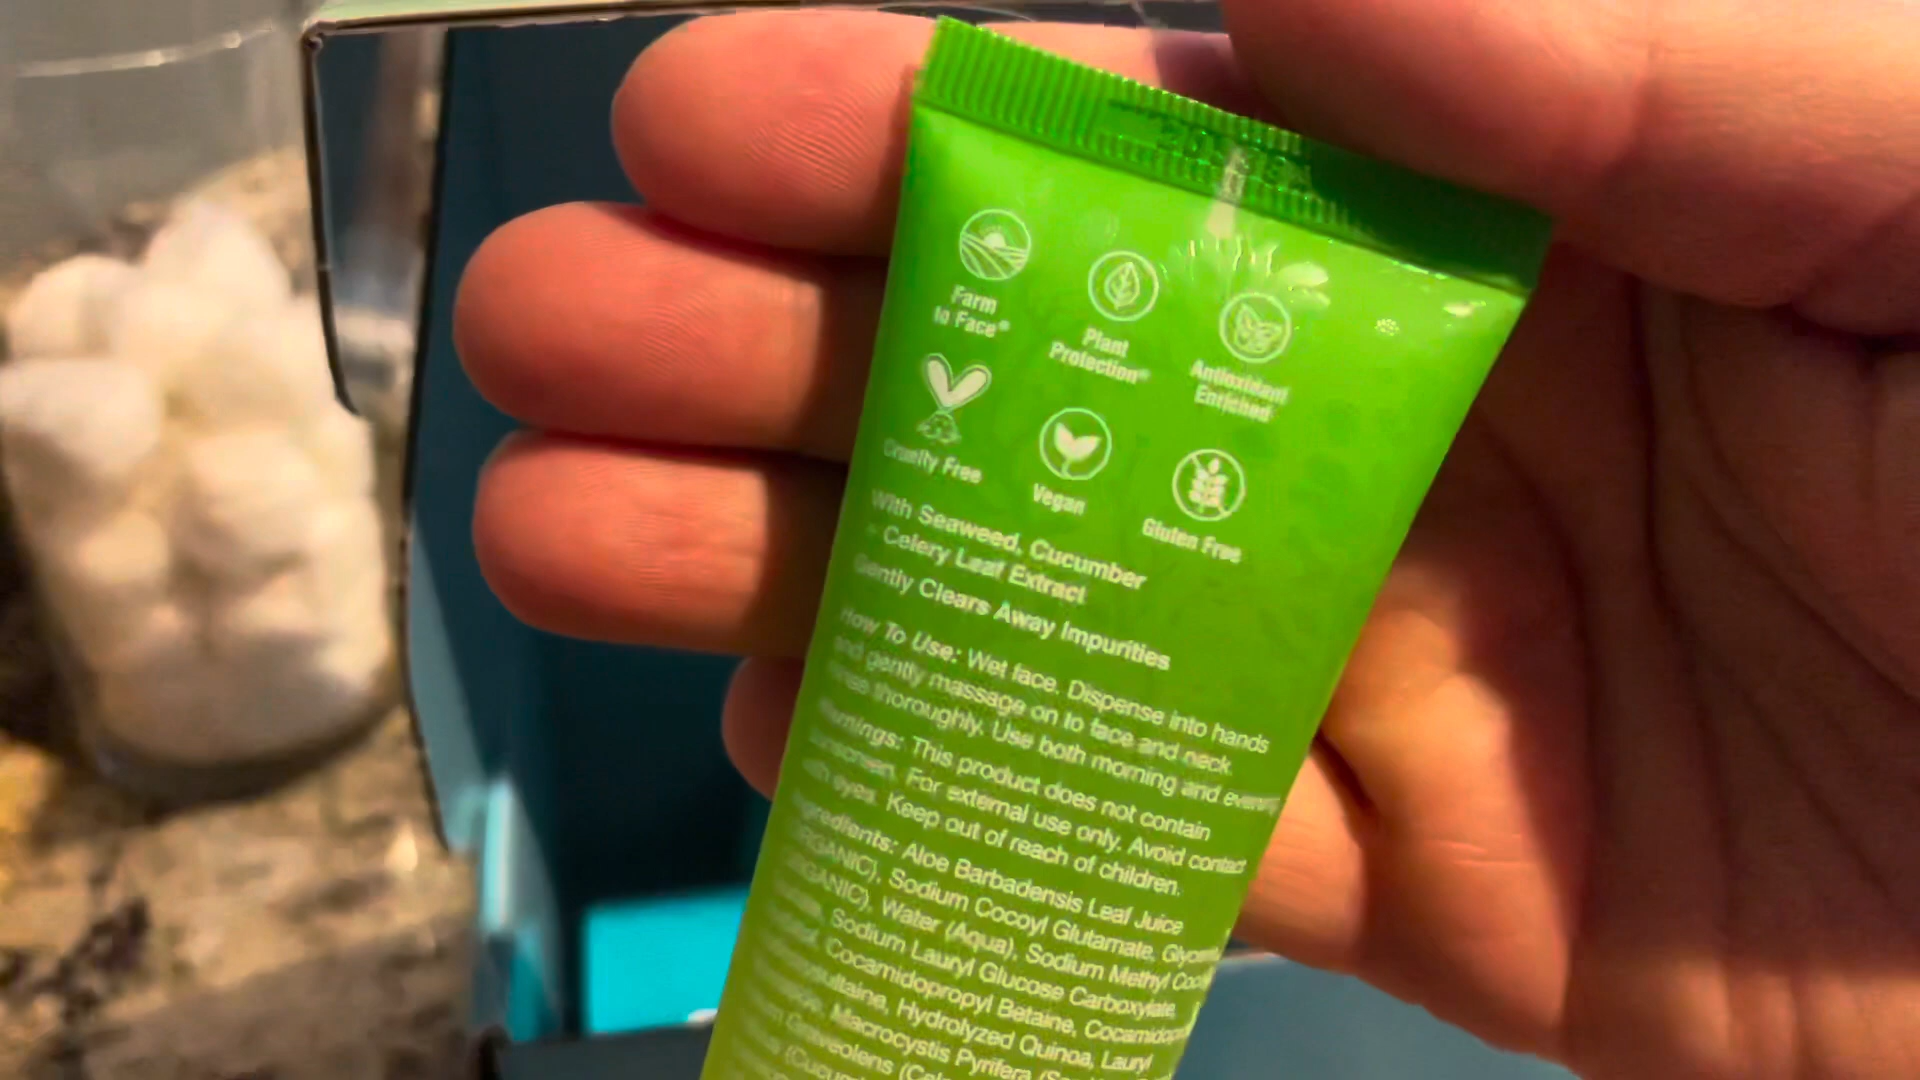 Farm
to Face®
Plant
Protection®
Antioxidant
Enriched
Cruelty Free
Vegan
Gluten Free
With Seaweed, Cucumber
+ Celery Leaf Extract
Gently Clears Away Impurities
How To Use: Wet face. Dispense into hands
and gently massage on to face and neck.
thoroughly. Use both morning and evening
Warnings: This product does not contain
sunscreen. For external use only. Avoid contact
with eyes. Keep out of reach of children.
Ingredients: Aloe Barbadensis Leaf Juice
(ORGANIC), Sodium Cocoyl Glutamate,
(ORGANIC), Water (Aqua), Sodium Methyl
Sodium Lauryl Glucose Carboxylate,
Cocamidopropyl Betaine,
Hydrolyzed Quinoa, Lauryl
Macrocystis Pyrifera